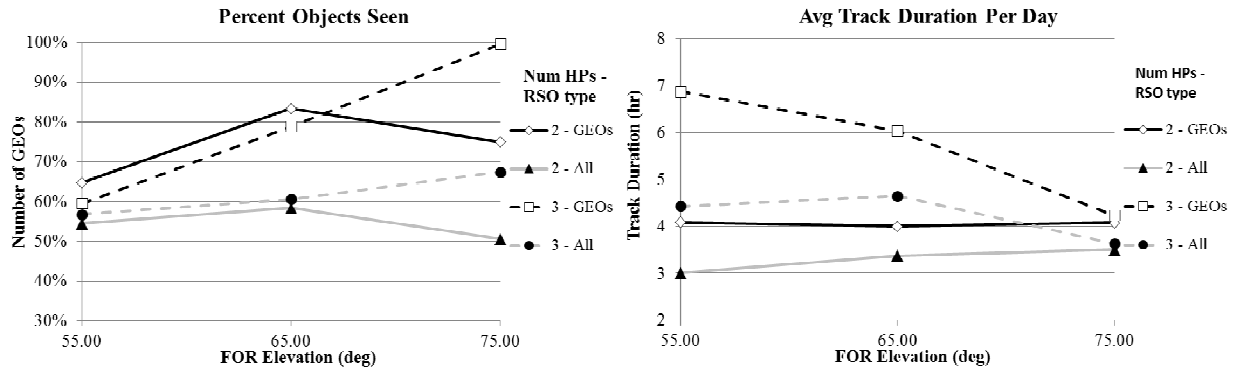 Percent Objects Seen
100%
90%
80%
70%
60%
50%
40%
30%
Number of GEOs
55.00
65.00
75.00
FOR Elevation (deg)
Num HPs -
RSO type
2 - GEOs
2 - All
3 - GEOs
3 - All
Avg Track Duration Per Day
8
7
6
5
4
3
2
Track Duration (hr)
55.00
65.00
75.00
FOR Elevation (deg)
Num HPs -
RSO type
2 - GEOs
2 - All
3 - GEOs
3 - All